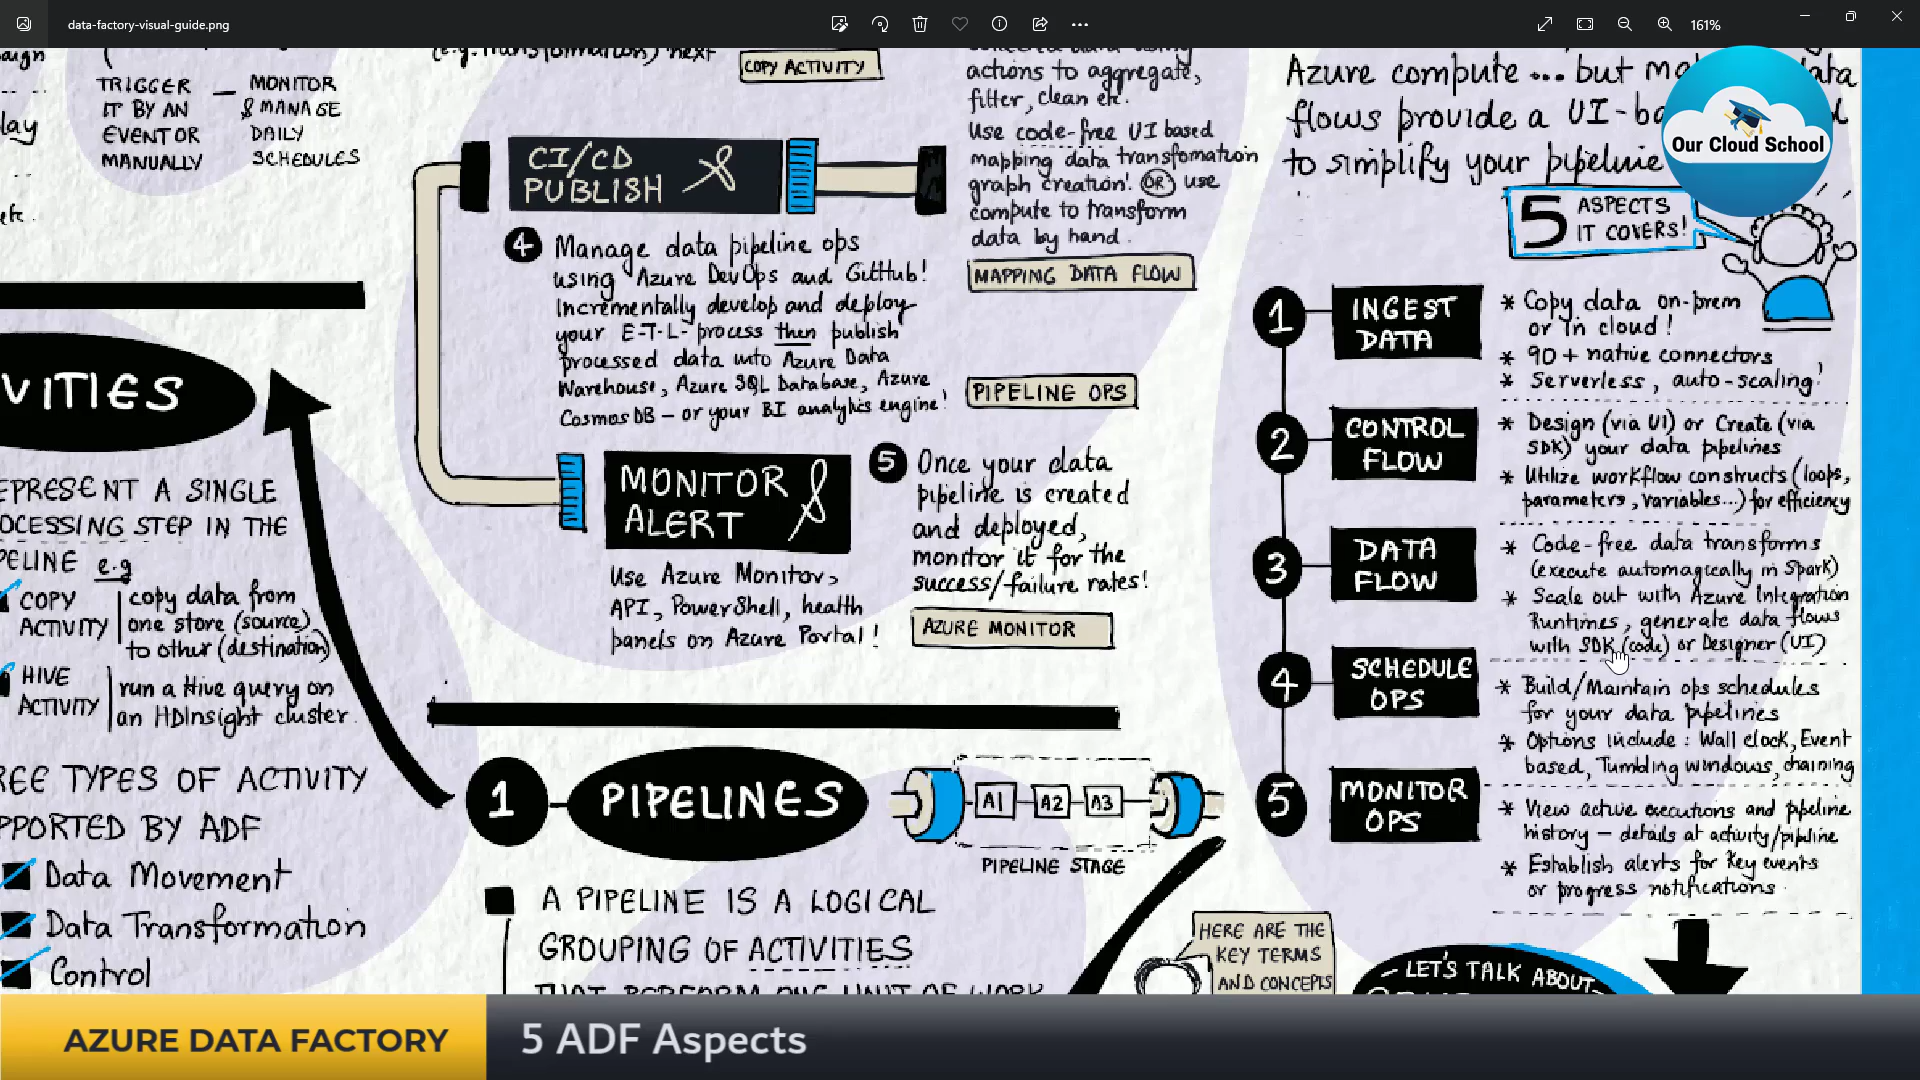 data-factory-visual-guide.png
161%
TRIGGER
IT BY AN
EVENT OR
MANUALLY
MONITOR
& MANAGE
DAILY
SCHEDULES
lay
etc.
COPY ACTIVITY
actions to aggregate,
filter, clean etc.
Use code-free UI based
mapping data transfomation
graph creation! OR use
compute to transform
data by hand.
MAPPING DATA FLOW
CI/CD
PUBLISH
4 Manage data pipeline ops
using Azure DevOps and GitHub!
Incrementally develop and deploy
your E-T-L- process then publish
processed data into Azure Data
Warehouse, Azure SQL Database, Azure
Cosmos DB - or your BI analytics engine!
PIPELINE OPS
MONITOR
ALERT
Use Azure Monitor,
API, PowerShell, health
panels on Azure Portal!
5 Once your data
pipeline is created
and deployed,
monitor it for the
success/failure rates!
AZURE MONITOR
VITIES
EPRESENT A SINGLE
OCESSING STEP IN THE
PELINE e.g
COPY
ACTIVITY
copy data from
one store (source)
to other (destination)
HIVE
ACTIVITY
run a Hive query on
an HDInsight cluster.
REE TYPES OF ACTIVITY
PPORTED BY ADF
Data Movement
Data Transformation
Control
1 PIPELINES
A1 A2 A3
PIPELINE STAGE
A PIPELINE IS A LOGICAL
GROUPING OF ACTIVITIES
THAT PERFORM ONE UNIT OF WORK
HERE ARE THE
KEY TERMS
AND CONCEPTS
Azure compute ... but
flows provide a UI-
to simplify your pipeline
Our Cloud School
5 ASPECTS
IT COVERS!
1 INGEST
DATA
* Copy data on-prem
or in cloud!
* 90 + native connectors
* Serverless, auto-scaling!
2 CONTROL
FLOW
* Design (via UI) or Create (via
SDK) your data pipelines
* Utilize workflow constructs (loops,
parameters, variables...) for efficiency
3 DATA
FLOW
* Code-free data transforms
(execute automagically in Spark)
* Scale out with Azure Integration
Runtimes, generate data flows
with SDK (code) or Designer (UI)
4 SCHEDULE
OPS
* Build/Maintain ops schedules
for your data pipelines
* Options include: Wall clock, Event
based, Tumbling windows, chaining
5 MONITOR
OPS
* View active executions and pipeline
history - details at activity/pipeline
* Establish alerts for key events
or progress notifications
- LET'S TALK ABOUT
AZURE DATA FACTORY
5 ADF Aspects